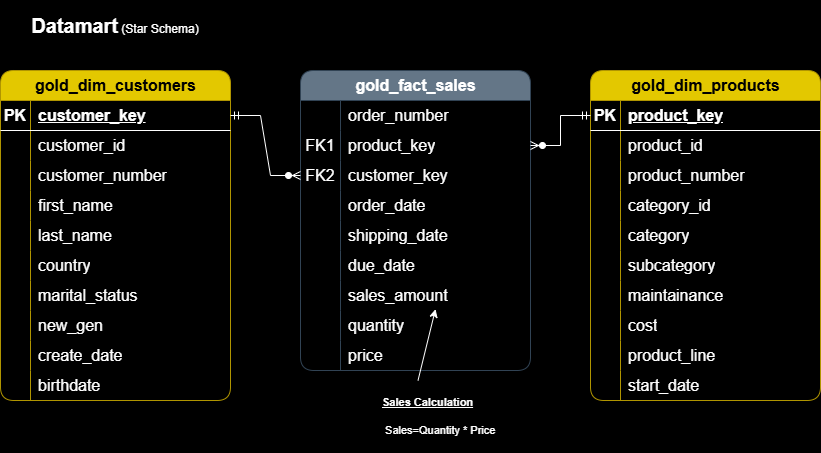 Datamart (Star Schema)
gold_dim_customers
PK customer_key
customer_id
customer_number
first_name
last_name
country
marital_status
new_gen
create_date
birthdate
gold_fact_sales
order_number
FK1 product_key
FK2 customer_key
order_date
shipping_date
due_date
sales_amount
quantity
price
Sales Calculation
Sales=Quantity * Price
gold_dim_products
PK product_key
product_id
product_number
category_id
category
subcategory
maintainance
cost
product_line
start_date